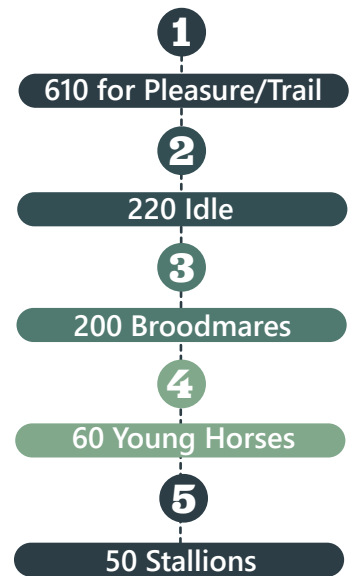 1
610 for Pleasure/Trail
2
220 Idle
3
200 Broodmares
4
60 Young Horses
5
50 Stallions